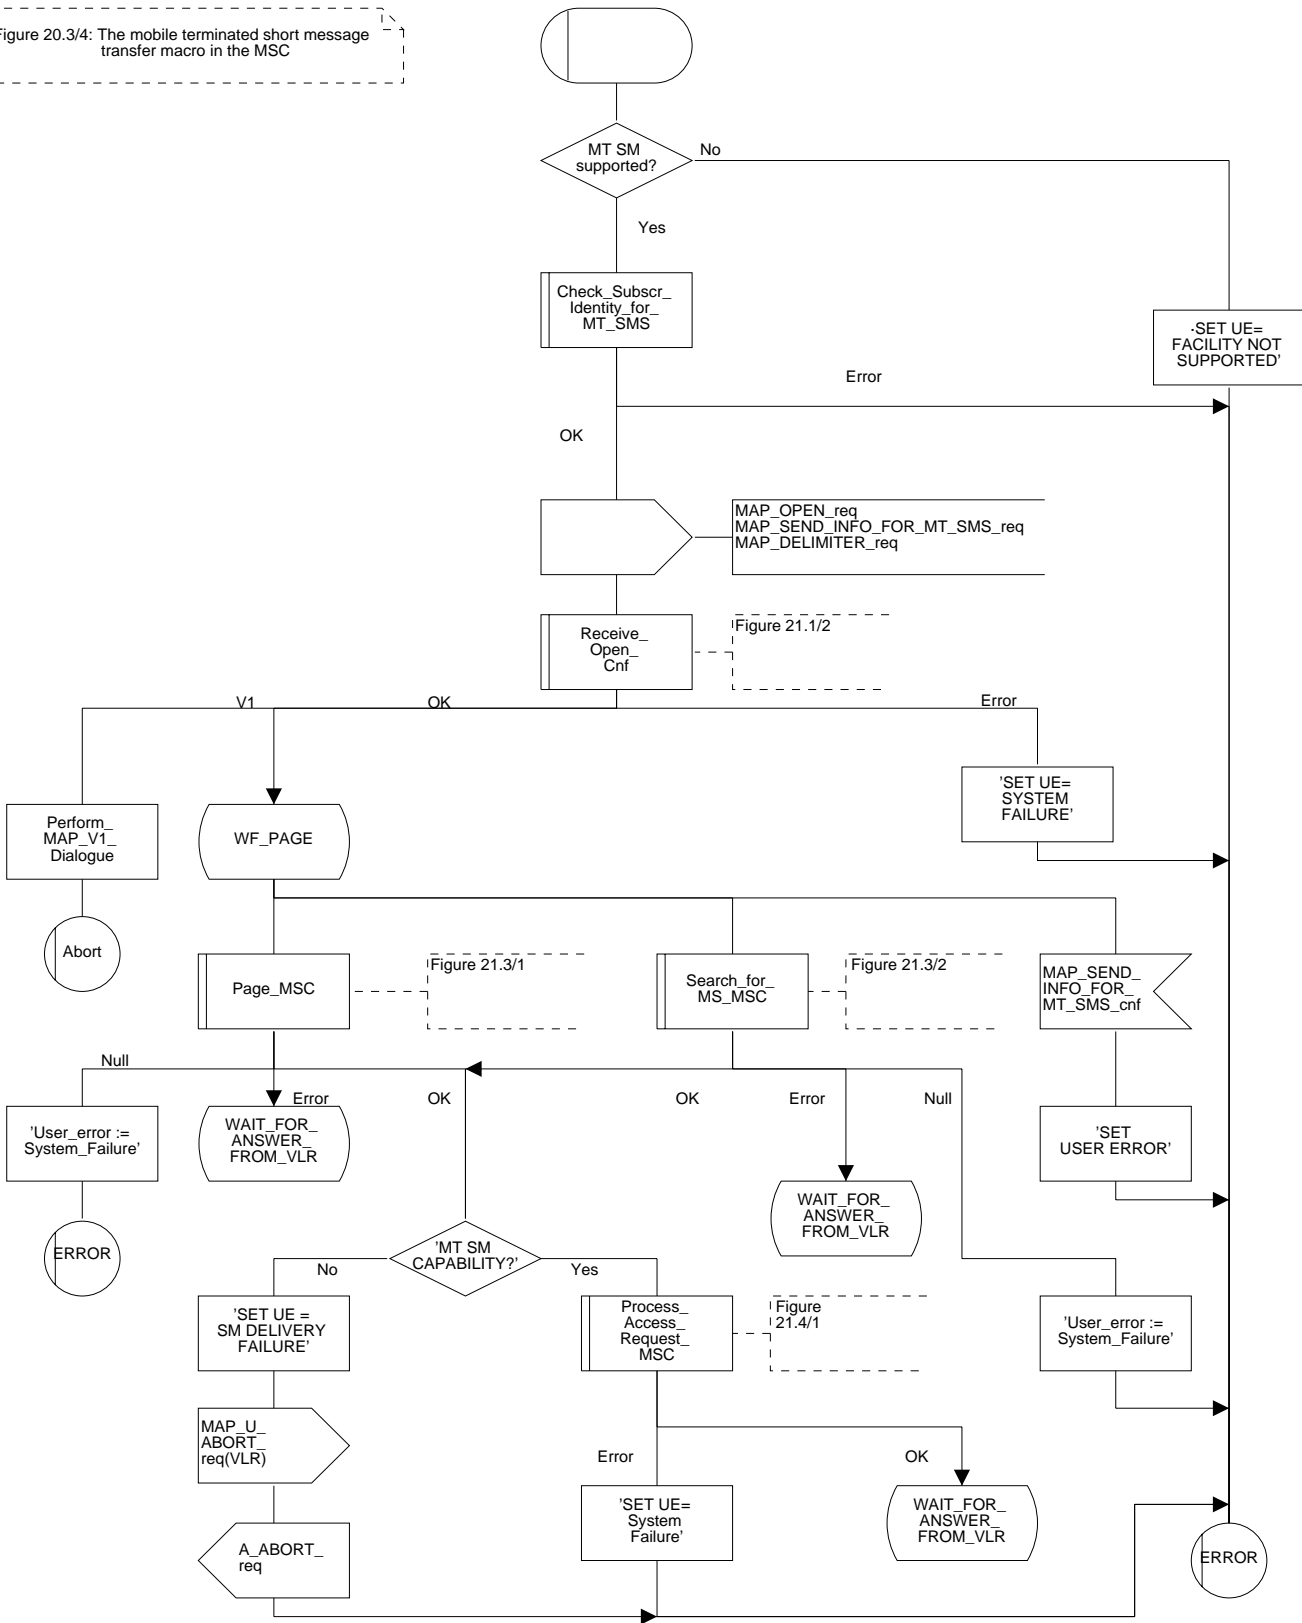 Figure 20.3/4: The mobile terminated short message
transfer macro in the MSC
MT SM
supported?
No
Yes
Check_Subscr_
Identity_for_
MT_SMS
·SET UE=
FACILITY NOT
SUPPORTED’
Error
OK
MAP_OPEN_req
MAP_SEND_INFO_FOR_MT_SMS_req
MAP_DELIMITER_req
Receive_
Open_
Cnf
Figure 21.1/2
V1
OK
Error
’SET UE=
SYSTEM
FAILURE’
Perform_
MAP_V1_
Dialogue
WF_PAGE
Abort
Page_MSC
Figure 21.3/1
Search_for_
MS_MSC
Figure 21.3/2
MAP_SEND_
INFO_FOR_
MT_SMS_cnf
Null
Error
OK
OK
Error
Null
’User_error :=
System_Failure’
WAIT_FOR_
ANSWER_
FROM_VLR
’SET
USER ERROR’
WAIT_FOR_
ANSWER_
FROM_VLR
ERROR
’MT SM
CAPABILITY?’
No
Yes
’SET UE =
SM DELIVERY
FAILURE’
Process_
Access_
Request_
MSC
Figure
21.4/1
’User_error :=
System_Failure’
MAP_U_
ABORT_
req(VLR)
Error
OK
’SET UE=
System
Failure’
WAIT_FOR_
ANSWER_
FROM_VLR
A_ABORT_
req
ERROR